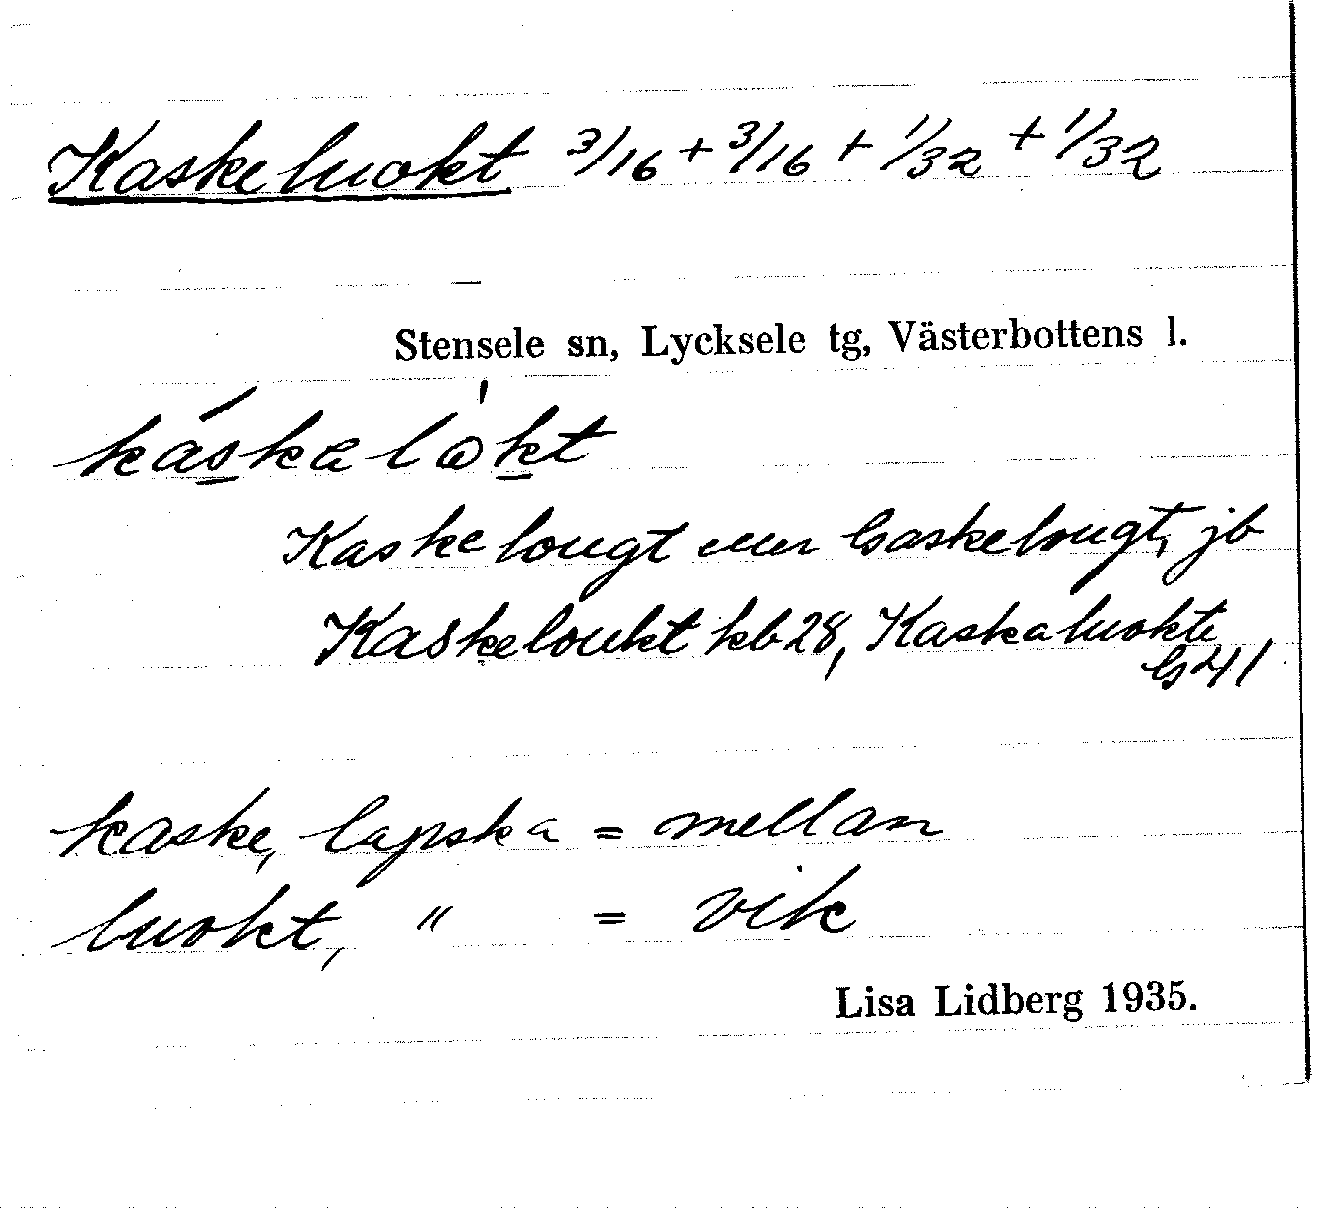 Kaskeluokt 3/16 + 3/16 + 1/32 + 1/32
Stensele sn, Lycksele tg, Västerbottens l.
káskalòkt
Kaskelougt eller Gaskelougt, jb
Kaskeloukt kb 28, Kaskaluokte
GS 41
kaske, lapska = mellan
luokt, " = vik
Lisa Lidberg 1935.